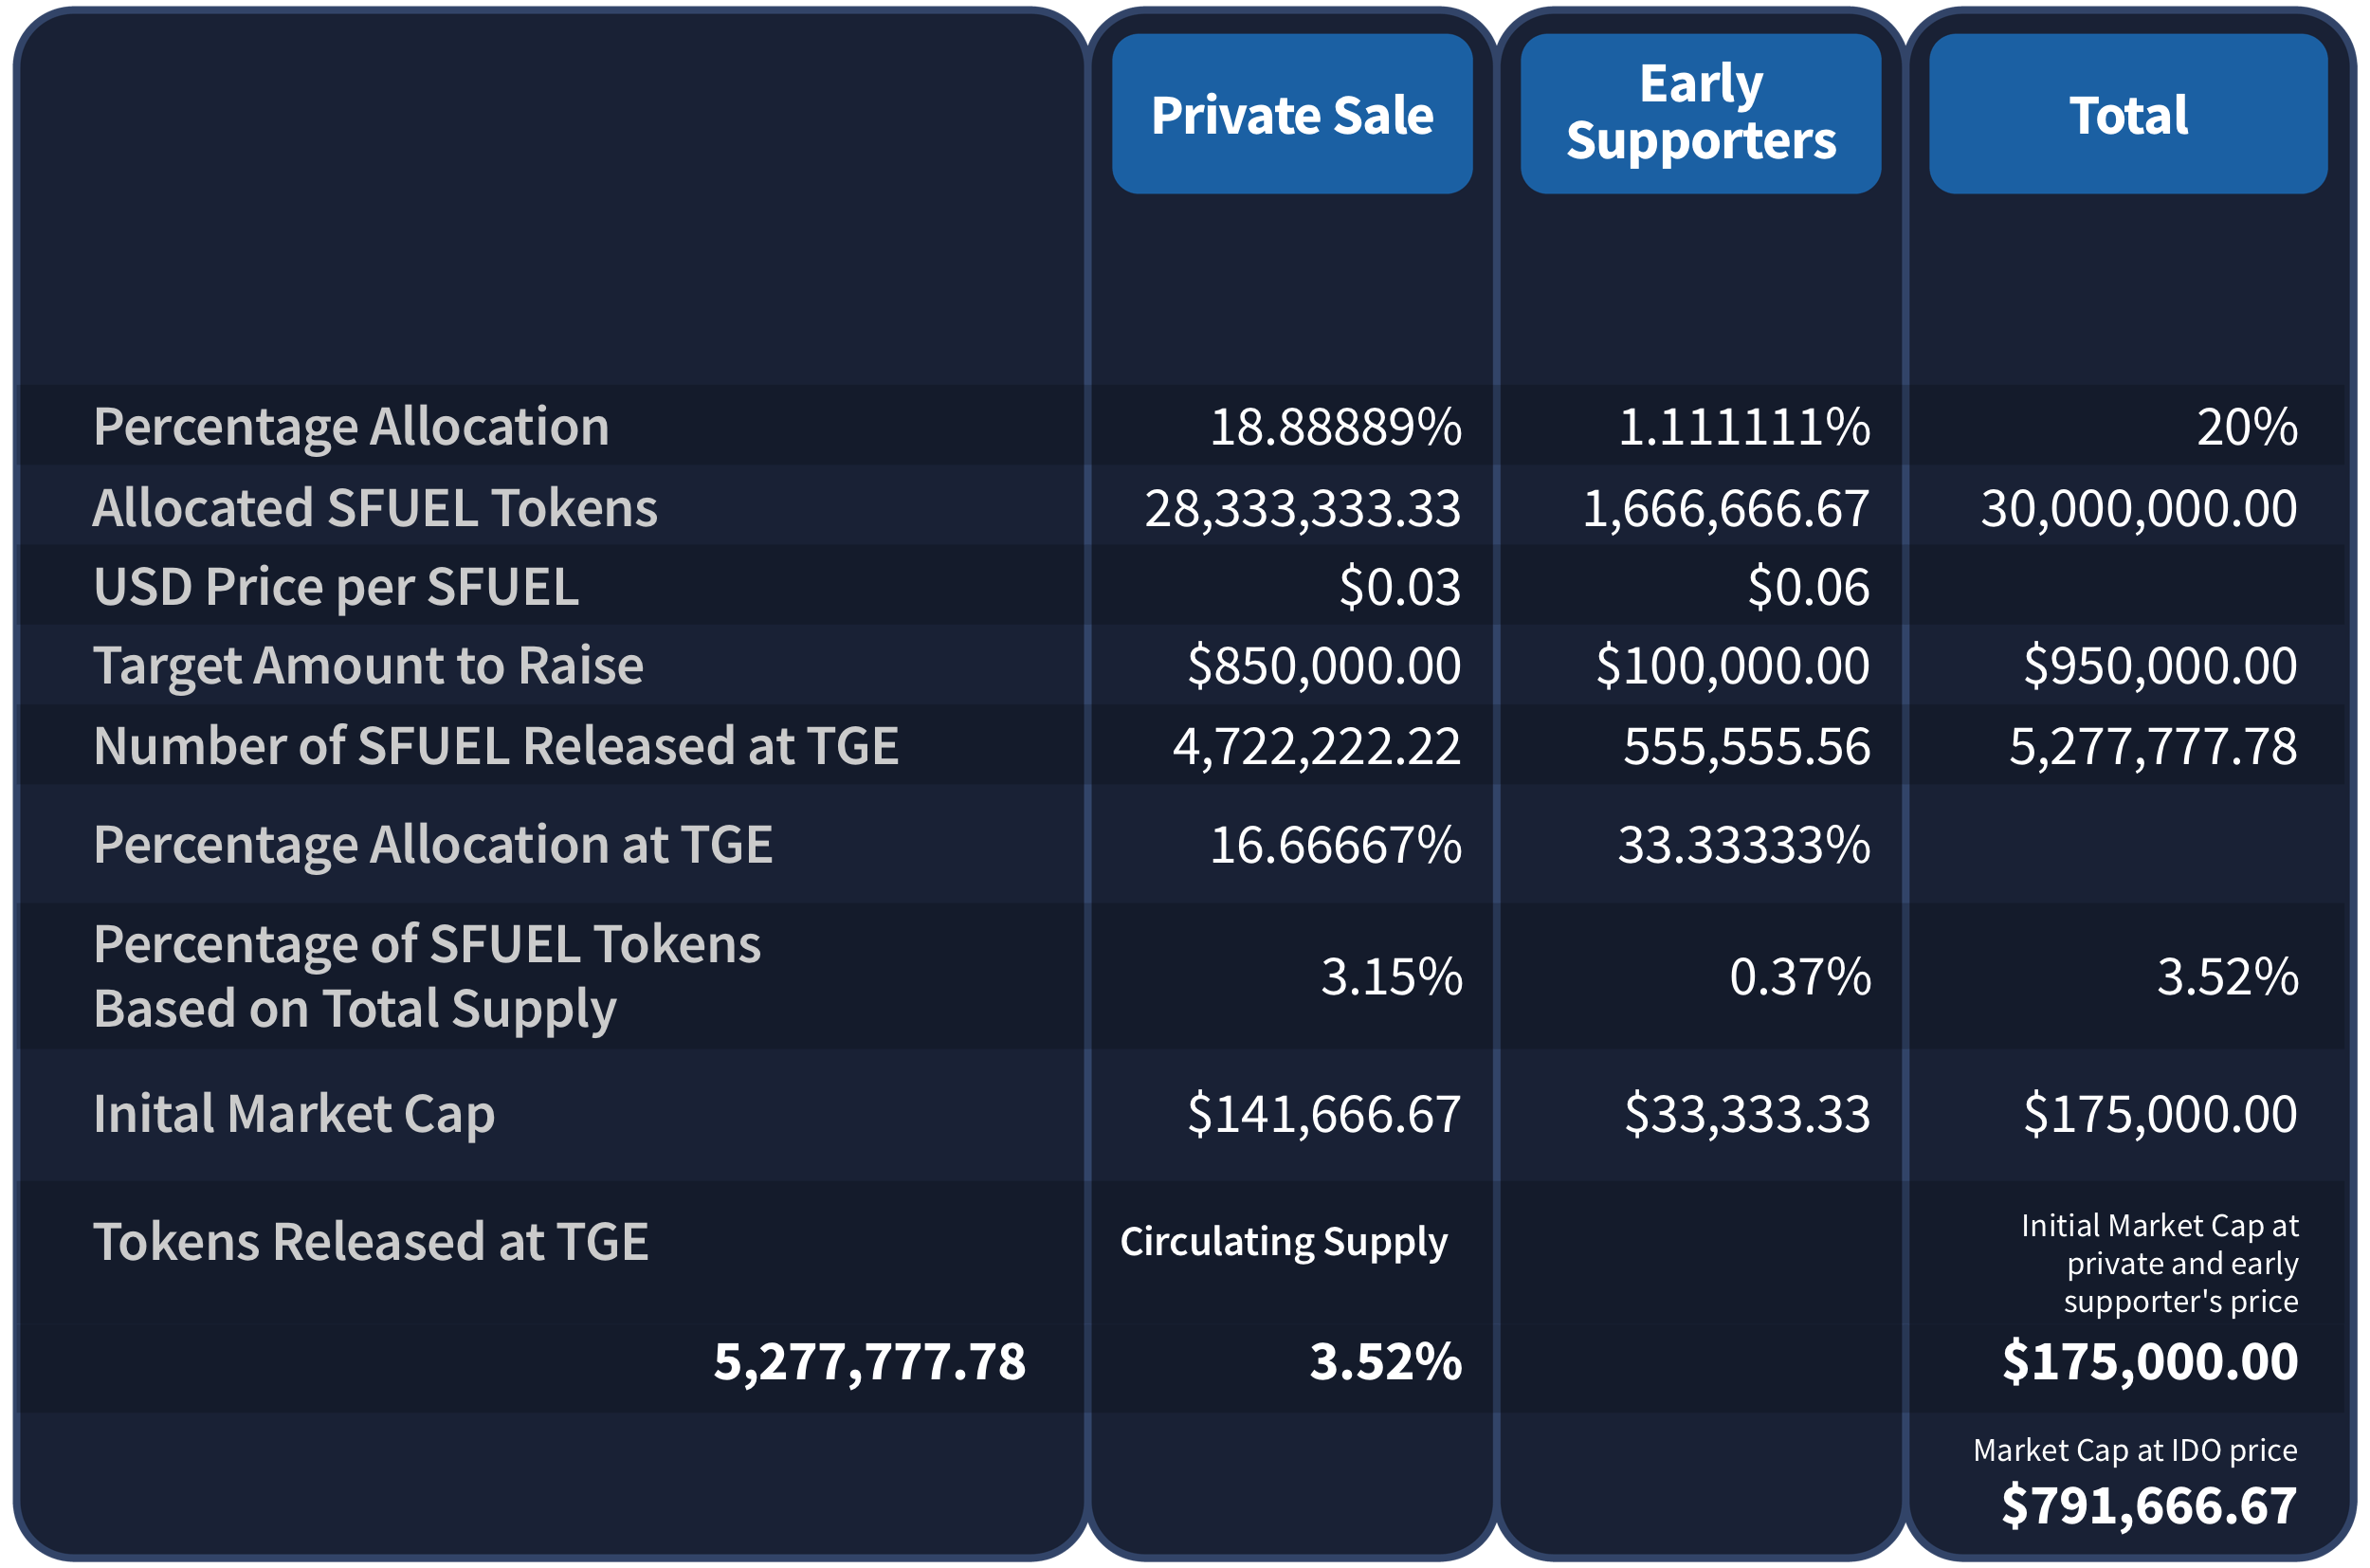 Private Sale
Early
Supporters
Total
Percentage Allocation 18.88889% 1.111111% 20%
Allocated SFUEL Tokens 28,333,333.33 1,666,666.67 30,000,000.00
USD Price per SFUEL $0.03 $0.06
Target Amount to Raise $850,000.00 $100,000.00 $950,000.00
Number of SFUEL Released at TGE 4,722,222.22 555,555.56 5,277,777.78
Percentage Allocation at TGE 16.66667% 33.33333%
Percentage of SFUEL Tokens
Based on Total Supply
3.15% 0.37% 3.52%
Inital Market Cap $141,666.67 $33,333.33 $175,000.00
Tokens Released at TGE
5,277,777.78
Circulating Supply
3.52%
Initial Market Cap at
private and early
supporter's price
$175,000.00
Market Cap at IDO price
$791,666.67